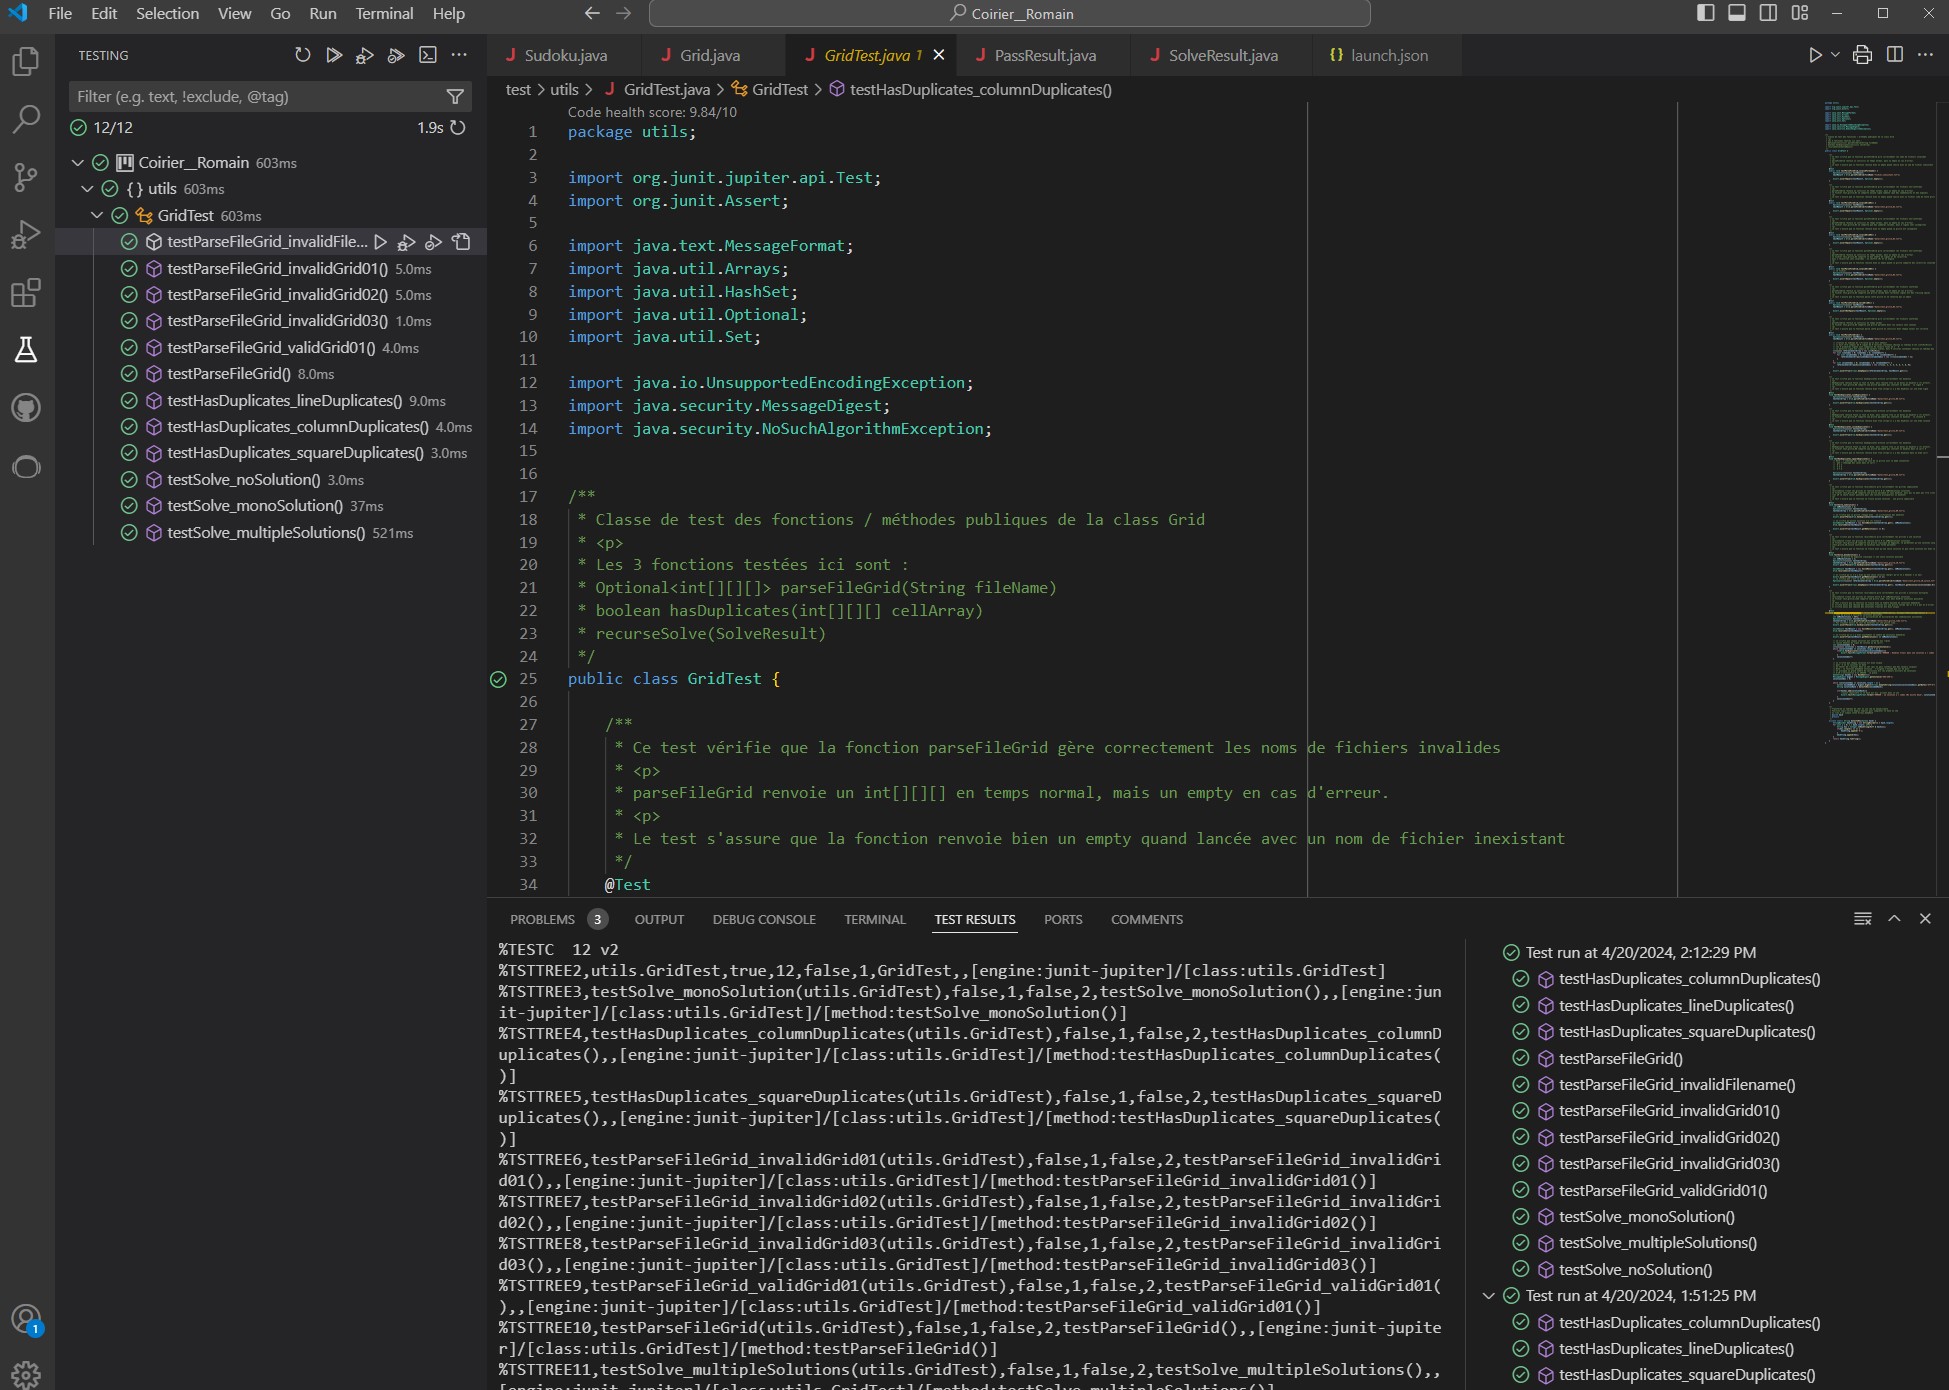 File Edit Selection View Go Run Terminal Help
Coirier__Romain
TESTING
Filter (e.g. text, !exclude, @tag)
12/12 1.9s
Coirier__Romain 603ms
{ } utils 603ms
GridTest 603ms
testParseFileGrid_invalidFile...
testParseFileGrid_invalidGrid01() 5.0ms
testParseFileGrid_invalidGrid02() 5.0ms
testParseFileGrid_invalidGrid03() 1.0ms
testParseFileGrid_validGrid01() 4.0ms
testParseFileGrid() 8.0ms
testHasDuplicates_lineDuplicates() 9.0ms
testHasDuplicates_columnDuplicates() 4.0ms
testHasDuplicates_squareDuplicates() 3.0ms
testSolve_noSolution() 3.0ms
testSolve_monoSolution() 37ms
testSolve_multipleSolutions() 521ms
J Sudoku.java J Grid.java J GridTest.java 1 J PassResult.java J SolveResult.java {} launch.json
test > utils > J GridTest.java > GridTest > testHasDuplicates_columnDuplicates()
Code health score: 9.84/10
1 package utils;
2
3 import org.junit.jupiter.api.Test;
4 import org.junit.Assert;
5
6 import java.text.MessageFormat;
7 import java.util.Arrays;
8 import java.util.HashSet;
9 import java.util.Optional;
10 import java.util.Set;
11
12 import java.io.UnsupportedEncodingException;
13 import java.security.MessageDigest;
14 import java.security.NoSuchAlgorithmException;
15
16
17 /**
18 * Classe de test des fonctions / méthodes publiques de la class Grid
19 * <p>
20 * Les 3 fonctions testées ici sont :
21 * Optional<int[][][]> parseFileGrid(String fileName)
22 * boolean hasDuplicates(int[][][] cellArray)
23 * recurseSolve(SolveResult)
24 */
25 public class GridTest {
26
27 /**
28 * Ce test vérifie que la fonction parseFileGrid gère correctement les noms de fichiers invalides
29 * <p>
30 * parseFileGrid renvoie un int[][][] en temps normal, mais un empty en cas d'erreur.
31 * <p>
32 * Le test s'assure que la fonction renvoie bien un empty quand lancée avec un nom de fichier inexistant
33 */
34 @Test
PROBLEMS 3 OUTPUT DEBUG CONSOLE TERMINAL TEST RESULTS PORTS COMMENTS
%TESTC 12 v2
%TSTTREE2,utils.GridTest,true,12,false,1,GridTest,,[engine:junit-jupiter]/[class:utils.GridTest]
%TSTTREE3,testSolve_monoSolution(utils.GridTest),false,1,false,2,testSolve_monoSolution(),,[engine:jun
it-jupiter]/[class:utils.GridTest]/[method:testSolve_monoSolution()]
%TSTTREE4,testHasDuplicates_columnDuplicates(utils.GridTest),false,1,false,2,testHasDuplicates_columnD
uplicates(),,[engine:junit-jupiter]/[class:utils.GridTest]/[method:testHasDuplicates_columnDuplicates(
)]
%TSTTREE5,testHasDuplicates_squareDuplicates(utils.GridTest),false,1,false,2,testHasDuplicates_squareD
uplicates(),,[engine:junit-jupiter]/[class:utils.GridTest]/[method:testHasDuplicates_squareDuplicates(
)]
%TSTTREE6,testParseFileGrid_invalidGrid01(utils.GridTest),false,1,false,2,testParseFileGrid_invalidGri
d01(),,[engine:junit-jupiter]/[class:utils.GridTest]/[method:testParseFileGrid_invalidGrid01()]
%TSTTREE7,testParseFileGrid_invalidGrid02(utils.GridTest),false,1,false,2,testParseFileGrid_invalidGri
d02(),,[engine:junit-jupiter]/[class:utils.GridTest]/[method:testParseFileGrid_invalidGrid02()]
%TSTTREE8,testParseFileGrid_invalidGrid03(utils.GridTest),false,1,false,2,testParseFileGrid_invalidGri
d03(),,[engine:junit-jupiter]/[class:utils.GridTest]/[method:testParseFileGrid_invalidGrid03()]
%TSTTREE9,testParseFileGrid_validGrid01(utils.GridTest),false,1,false,2,testParseFileGrid_validGrid01(
),,[engine:junit-jupiter]/[class:utils.GridTest]/[method:testParseFileGrid_validGrid01()]
%TSTTREE10,testParseFileGrid(utils.GridTest),false,1,false,2,testParseFileGrid(),,[engine:junit-jupite
r]/[class:utils.GridTest]/[method:testParseFileGrid()]
%TSTTREE11,testSolve_multipleSolutions(utils.GridTest),false,1,false,2,testSolve_multipleSolutions(),,
[engine:junit-jupiter]/[class:utils.GridTest]/[method:testSolve_multipleSolutions()]
Test run at 4/20/2024, 2:12:29 PM
testHasDuplicates_columnDuplicates()
testHasDuplicates_lineDuplicates()
testHasDuplicates_squareDuplicates()
testParseFileGrid()
testParseFileGrid_invalidFilename()
testParseFileGrid_invalidGrid01()
testParseFileGrid_invalidGrid02()
testParseFileGrid_invalidGrid03()
testParseFileGrid_validGrid01()
testSolve_monoSolution()
testSolve_multipleSolutions()
testSolve_noSolution()
Test run at 4/20/2024, 1:51:25 PM
testHasDuplicates_columnDuplicates()
testHasDuplicates_lineDuplicates()
testHasDuplicates_squareDuplicates()
1